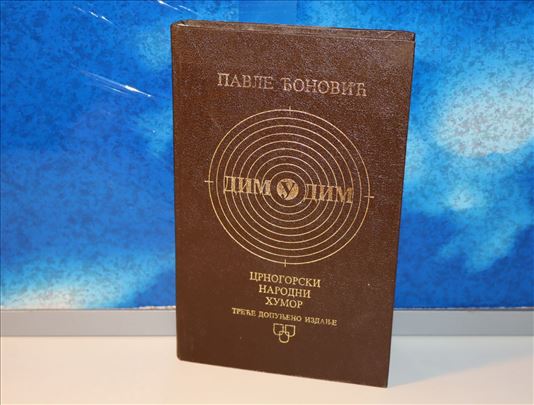 ПАВЛЕ ЂОНОВИЋ
ДИМ У ДИМ
ЦРНОГОРСКИ
НАРОДНИ
ХУМОР
ТРЕЋЕ ДОПУЊЕНО ИЗДАЊЕ